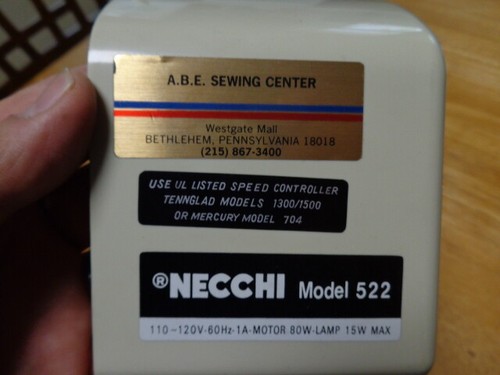 A.B.E. SEWING CENTER
Westgate Mall
BETHLEHEM, PENNSYLVANIA 18018
(215) 867-3400
USE UL LISTED SPEED CONTROLLER
TENNGLAD MODELS 1300/1500
OR MERCURY MODEL 704
®NECCHI Model 522
110-120V-60Hz-1A-MOTOR 80W-LAMP 15W MAX